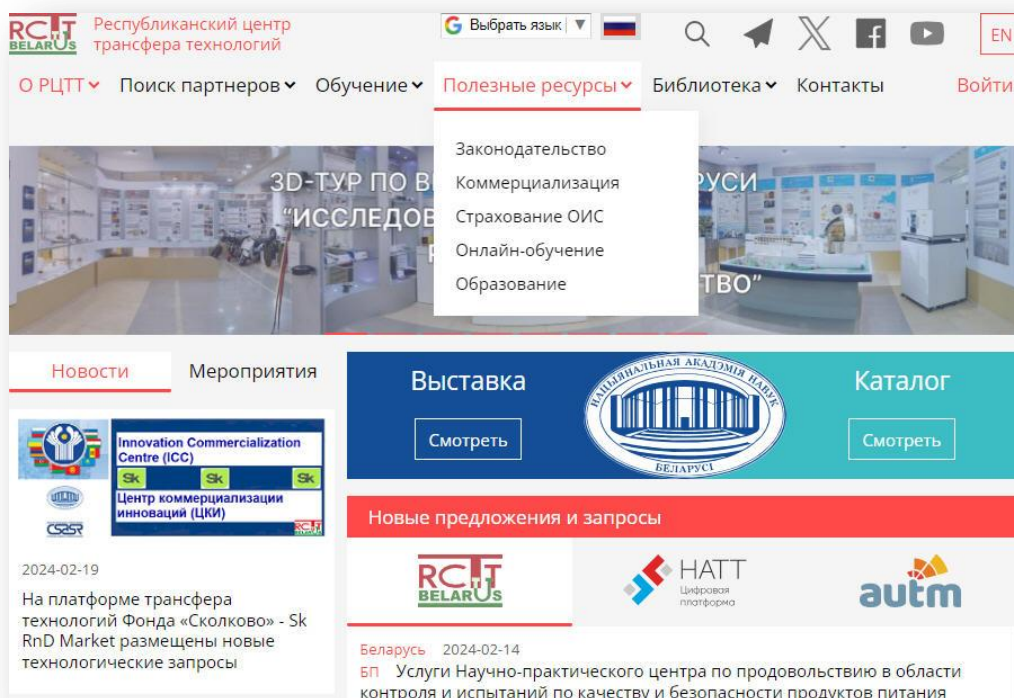 RCTT
BELARUS
Республиканский центр
трансфера технологий
Выбрать язык ▼
EN
О РЦТТ
Поиск партнеров
Обучение
Полезные ресурсы
Библиотека
Контакты
Войти
Законодательство
Коммерциализация
Страхование ОИС
Онлайн-обучение
Образование
3D-ТУР ПО В
РУСИ
"ИССЛЕДОВ
ТВО"
Новости
Мероприятия
Innovation Commercialization
Centre (ICC)
Sk Sk Sk
Центр коммерциализации
инноваций (ЦКИ)
2024-02-19
На платформе трансфера
технологий Фонда «Сколково» - Sk
RnD Market размещены новые
технологические запросы
Выставка
Смотреть
НАЦЫЯНАЛЬНАЯ АКАДЭМІЯ НАВУК
БЕЛАРУСІ
Каталог
Смотреть
Новые предложения и запросы
RCTT
BELARUS
НАТТ
Цифровая
платформа
autm
Беларусь 2024-02-14
БП Услуги Научно-практического центра по продовольствию в области
контроля и испытаний по качеству и безопасности продуктов питания